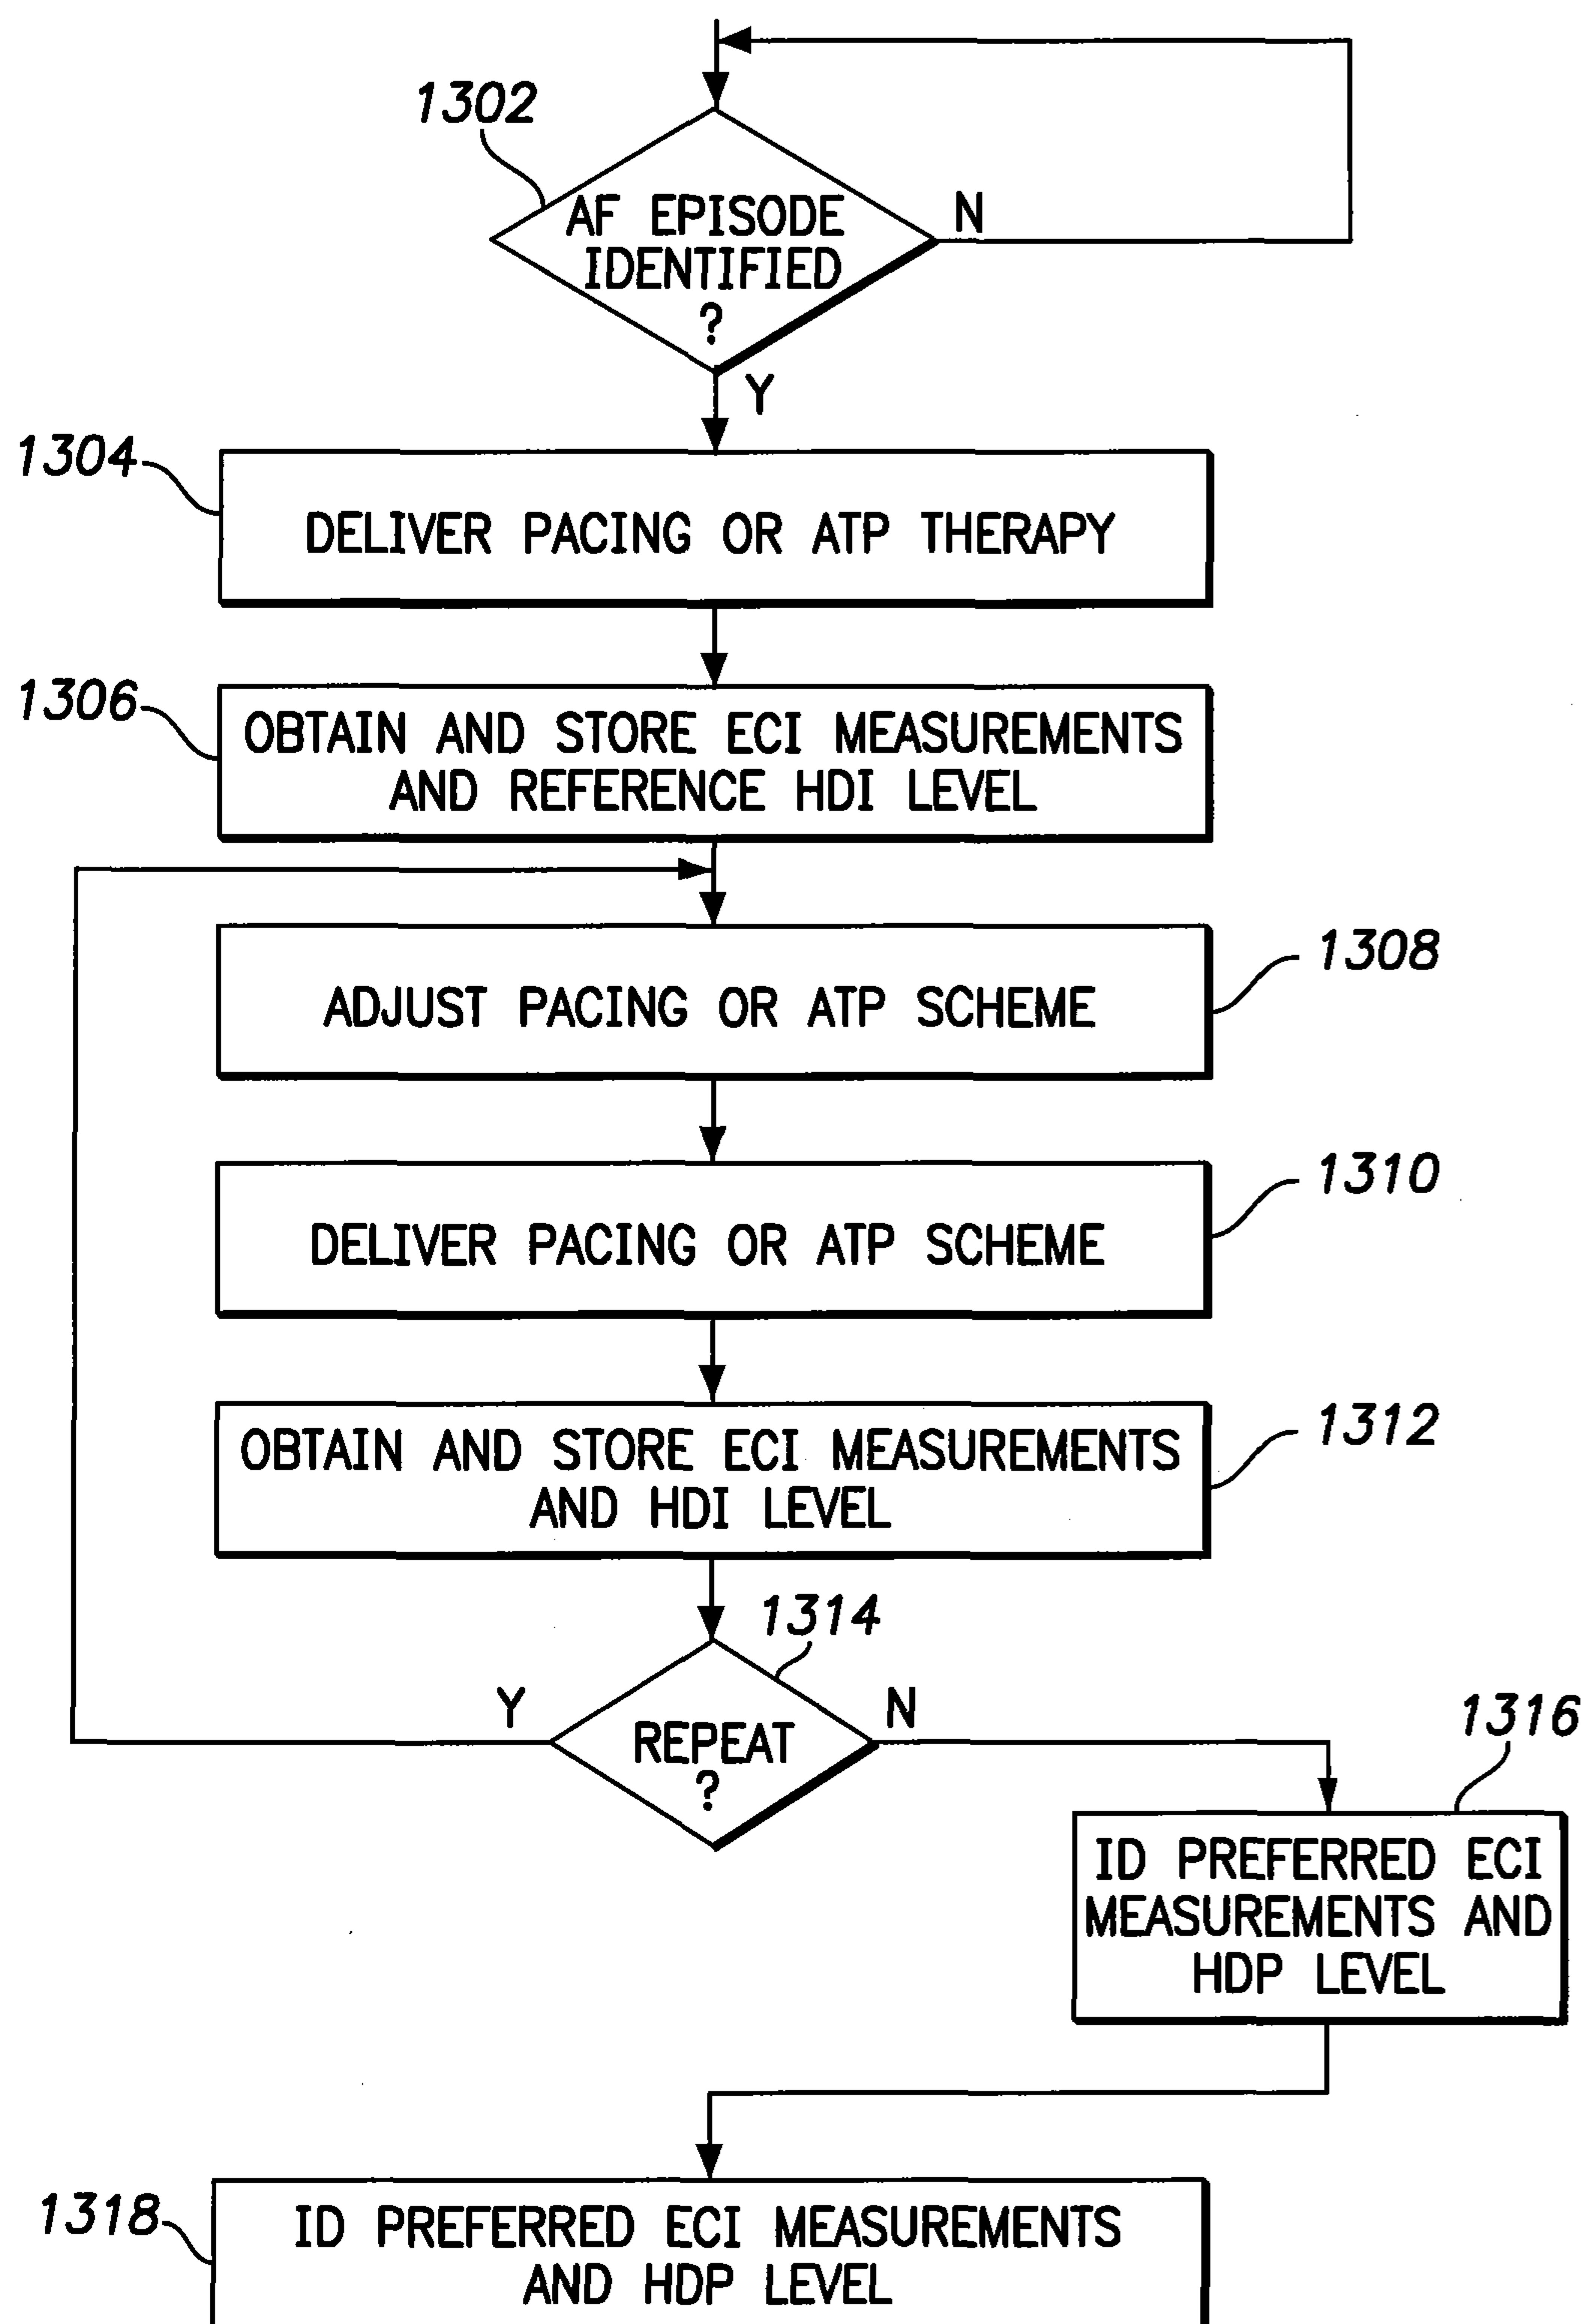 1302
AF EPISODE
IDENTIFIED
?
N
Y
1304
DELIVER PACING OR ATP THERAPY
1306
OBTAIN AND STORE ECI MEASUREMENTS
AND REFERENCE HDI LEVEL
1308
ADJUST PACING OR ATP SCHEME
1310
DELIVER PACING OR ATP SCHEME
1312
OBTAIN AND STORE ECI MEASUREMENTS
AND HDI LEVEL
1314
Y
REPEAT
?
N
1316
ID PREFERRED ECI
MEASUREMENTS AND
HDP LEVEL
1318
ID PREFERRED ECI MEASUREMENTS
AND HDP LEVEL